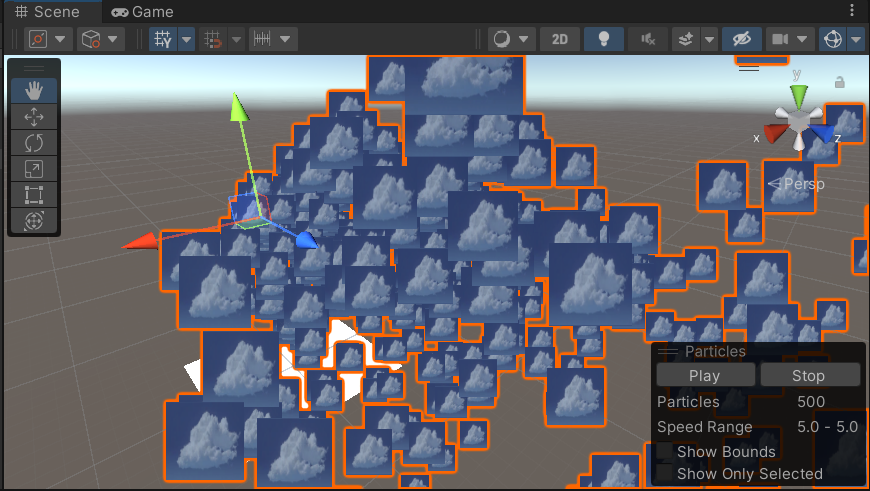 Scene
Game
Y
2D
y
x
z
Persp
Particles
Play
Stop
Particles 500
Speed Range 5.0 - 5.0
Show Bounds
Show Only Selected